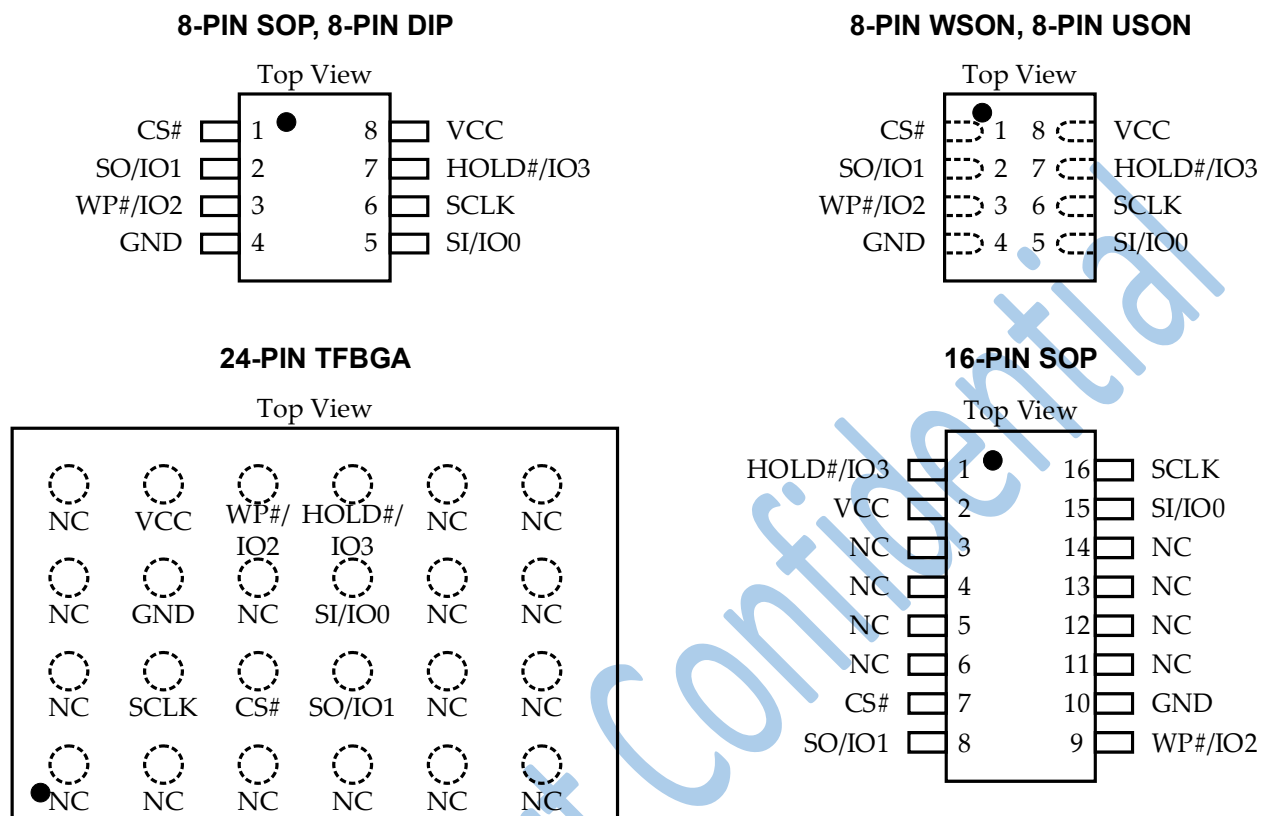 8-PIN SOP, 8-PIN DIP
Top View
CS# 1 8 VCC
SO/IO1 2 7 HOLD#/IO3
WP#/IO2 3 6 SCLK
GND 4 5 SI/IO0
8-PIN WSON, 8-PIN USON
Top View
CS# 1 8 VCC
SO/IO1 2 7 HOLD#/IO3
WP#/IO2 3 6 SCLK
GND 4 5 SI/IO0
24-PIN TFBGA
Top View
NC VCC WP#/ HOLD#/ NC NC
IO2 IO3
NC GND NC SI/IO0 NC NC
NC SCLK CS# SO/IO1 NC NC
NC NC NC NC NC NC
16-PIN SOP
Top View
HOLD#/IO3 1 16 SCLK
VCC 2 15 SI/IO0
NC 3 14 NC
NC 4 13 NC
NC 5 12 NC
NC 6 11 NC
CS# 7 10 GND
SO/IO1 8 9 WP#/IO2
Confidential